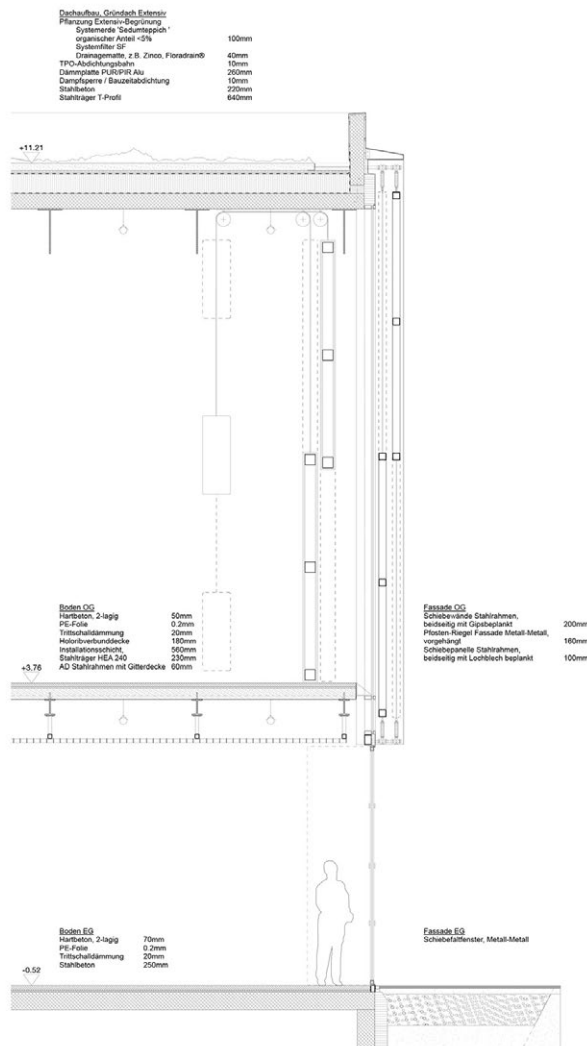 Dachaufbau, Gründach Extensiv
Pflanzung Extensiv-Begrünung
Systemerde 'Sedumteppich '
organischer Anteil <5% 100mm
Systemfilter SF
Drainagematte, z.B. Zinco, Floradrain® 40mm
TPO-Abdichtungsbahn 10mm
Dämmplatte PUR/PIR Alu 260mm
Dampfsperre / Bauzeitabdichtung 10mm
Stahlbeton 220mm
Stahlträger T-Profil 640mm
+11.21
Boden OG
Hartbeton, 2-lagig 50mm
PE-Folie 0.2mm
Trittschalldämmung 20mm
Holoribverbunddecke 180mm
Installationsschicht, 560mm
Stahlträger HEA 240 230mm
AD Stahlrahmen mit Gitterdecke 60mm
Fassade OG
Schiebewände Stahlrahmen,
beidseitig mit Gipsbeplankt 200mm
Pfosten-Riegel Fassade Metall-Metall,
vorgehängt 160mm
Schiebepanelle Stahlrahmen,
beidseitig mit Lochblech beplankt 100mm
+3.76
Boden EG
Hartbeton, 2-lagig 70mm
PE-Folie 0.2mm
Trittschalldämmung 20mm
Stahlbeton 250mm
Fassade EG
Schiebefaltfenster, Metall-Metall
-0.52